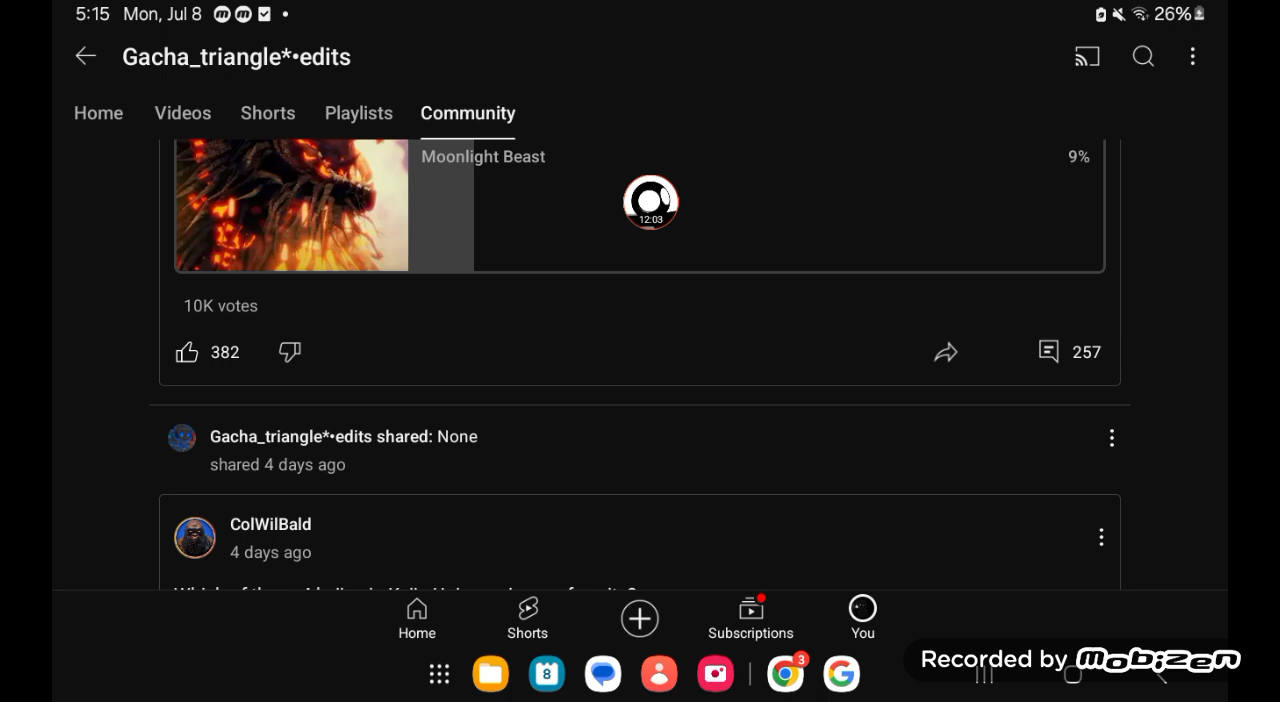 5:15 Mon, Jul 8
26%
Gacha_triangle*•edits
Home Videos Shorts Playlists Community
Moonlight Beast 9%
12:03
10K votes
382 257
Gacha_triangle*•edits shared: None
shared 4 days ago
ColWilBald
4 days ago
Home Shorts Subscriptions You
8
3
Recorded by mobizen